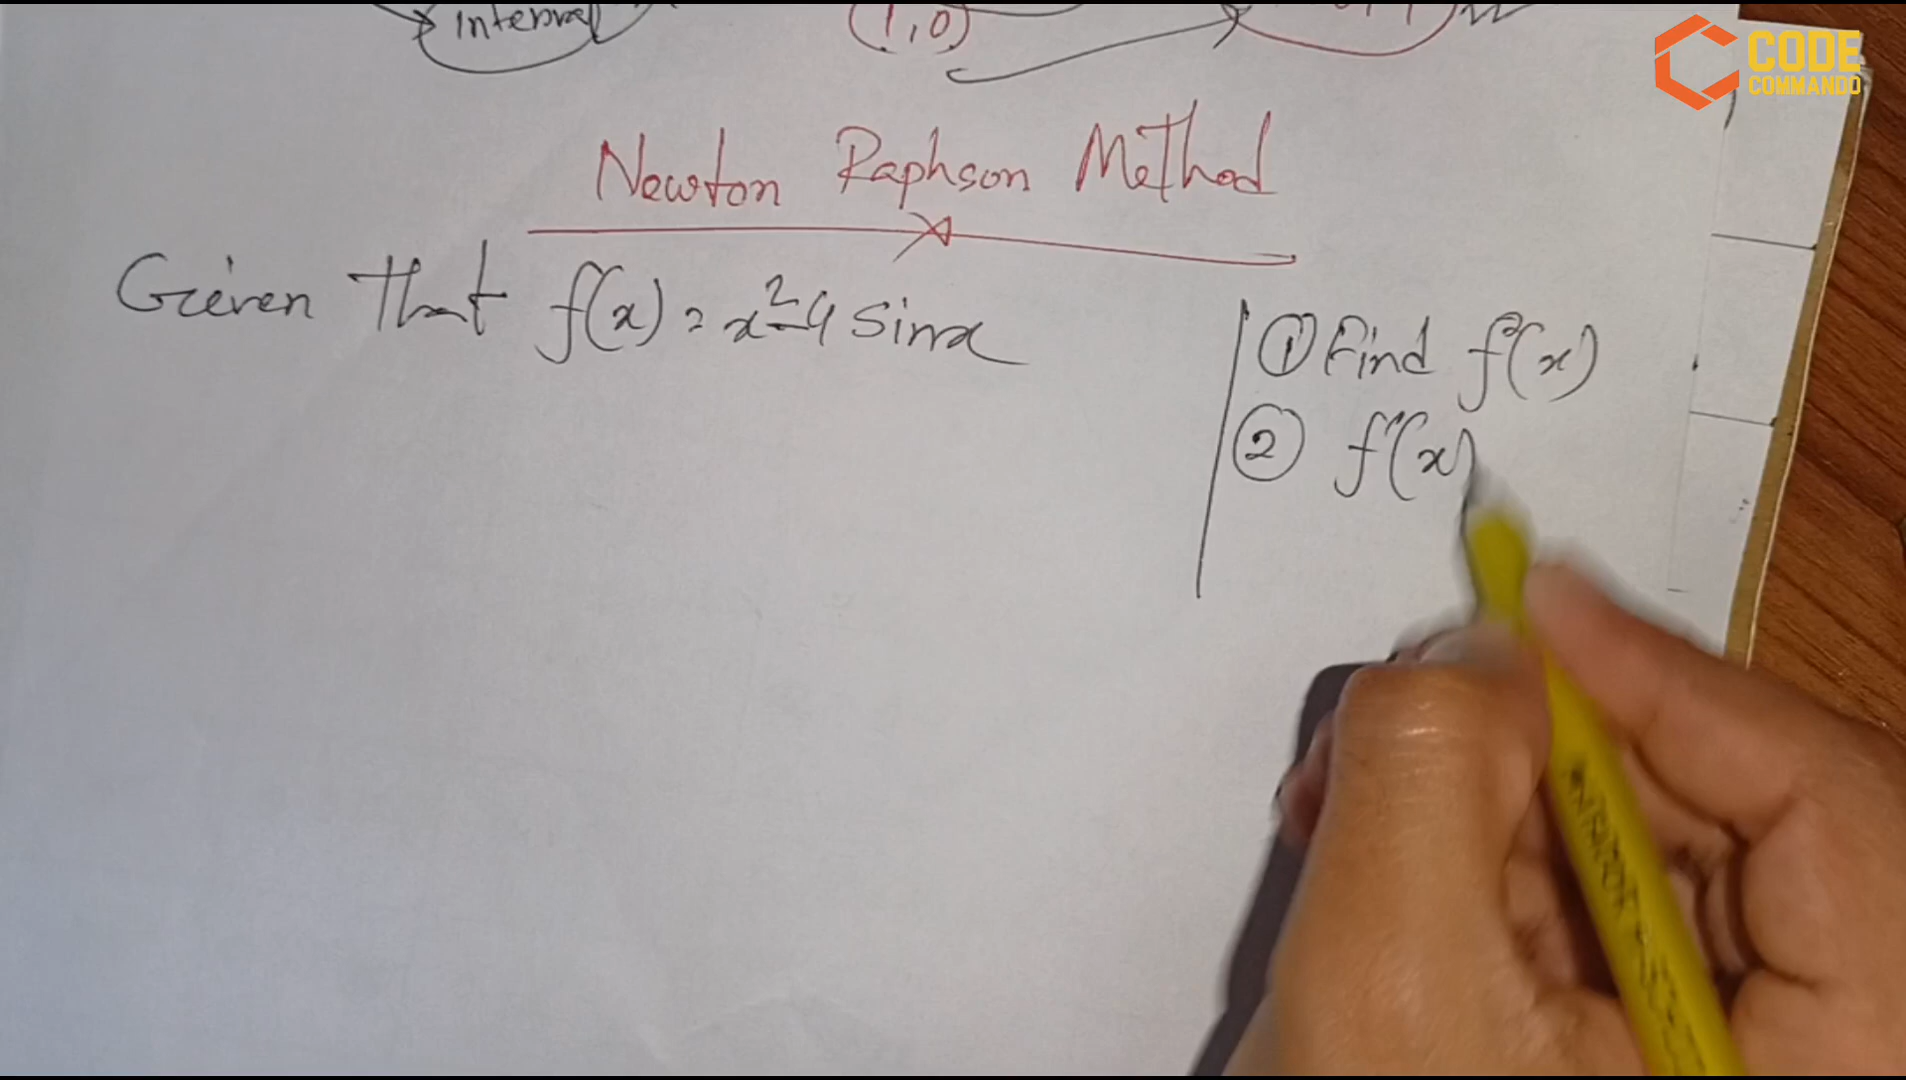 interval
(1,0)
CODE
COMMANDO
Newton Raphson Method
Given that f(x) = x²-4 sinx
① Find f'(x)
② f''(x)